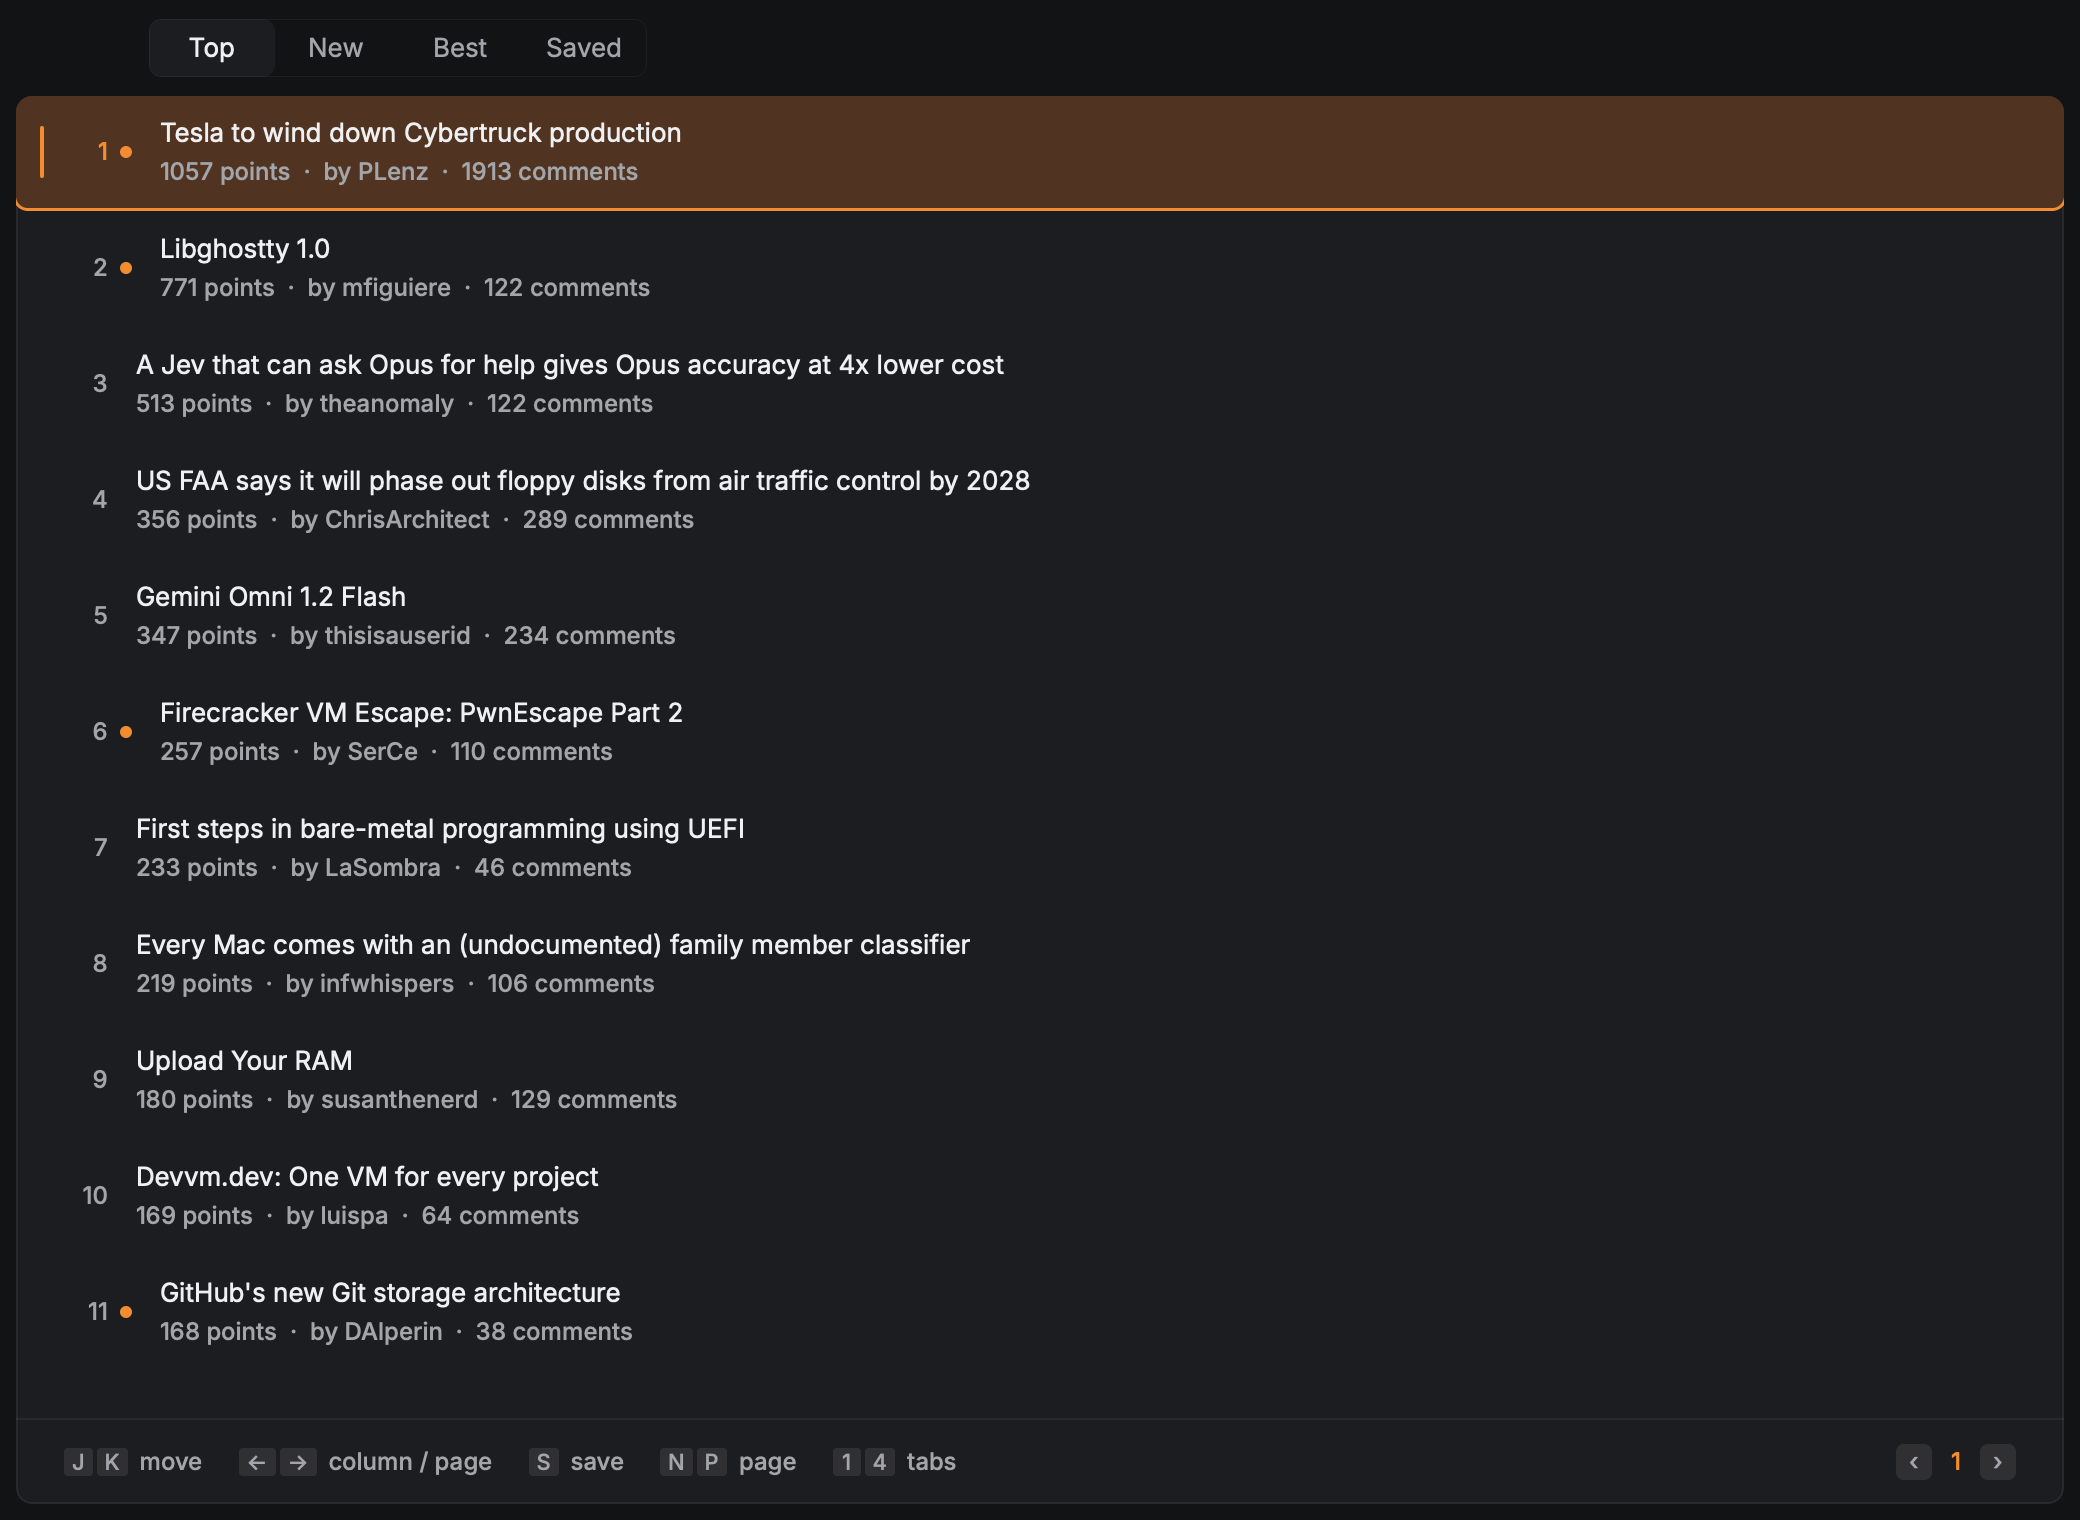 Top New Best Saved
1 Tesla to wind down Cybertruck production
1057 points · by PLenz · 1913 comments
2 Libghostty 1.0
771 points · by mfiguiere · 122 comments
3 A Jev that can ask Opus for help gives Opus accuracy at 4x lower cost
513 points · by theanomaly · 122 comments
4 US FAA says it will phase out floppy disks from air traffic control by 2028
356 points · by ChrisArchitect · 289 comments
5 Gemini Omni 1.2 Flash
347 points · by thisisauserid · 234 comments
6 Firecracker VM Escape: PwnEscape Part 2
257 points · by SerCe · 110 comments
7 First steps in bare-metal programming using UEFI
233 points · by LaSombra · 46 comments
8 Every Mac comes with an (undocumented) family member classifier
219 points · by infwhispers · 106 comments
9 Upload Your RAM
180 points · by susanthenerd · 129 comments
10 Devvm.dev: One VM for every project
169 points · by luispa · 64 comments
11 GitHub's new Git storage architecture
168 points · by DAlperin · 38 comments
J K move ← → column / page S save N P page 1 4 tabs ‹ 1 ›